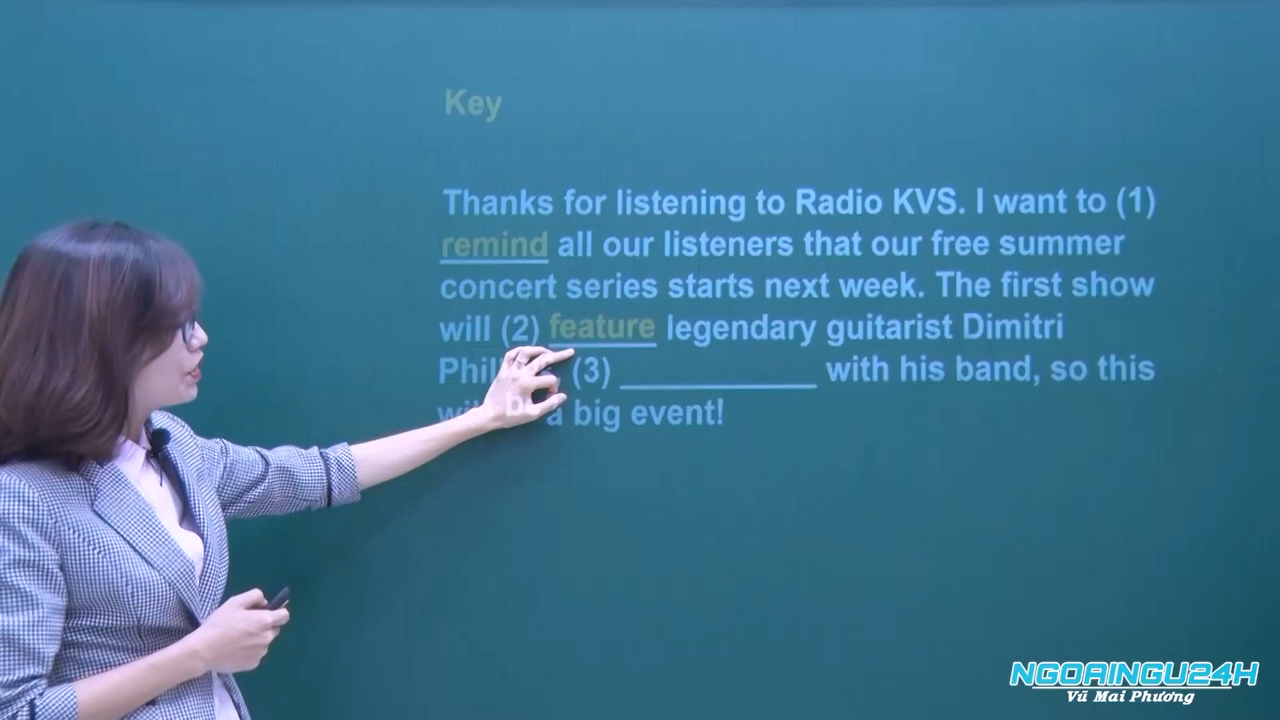 Key
Thanks for listening to Radio KVS. I want to (1)
remind all our listeners that our free summer
concert series starts next week. The first show
will (2) feature legendary guitarist Dimitri
(3) ____________ with his band, so this
a big event!
NGOAINGU24H
Vũ Mai Phương